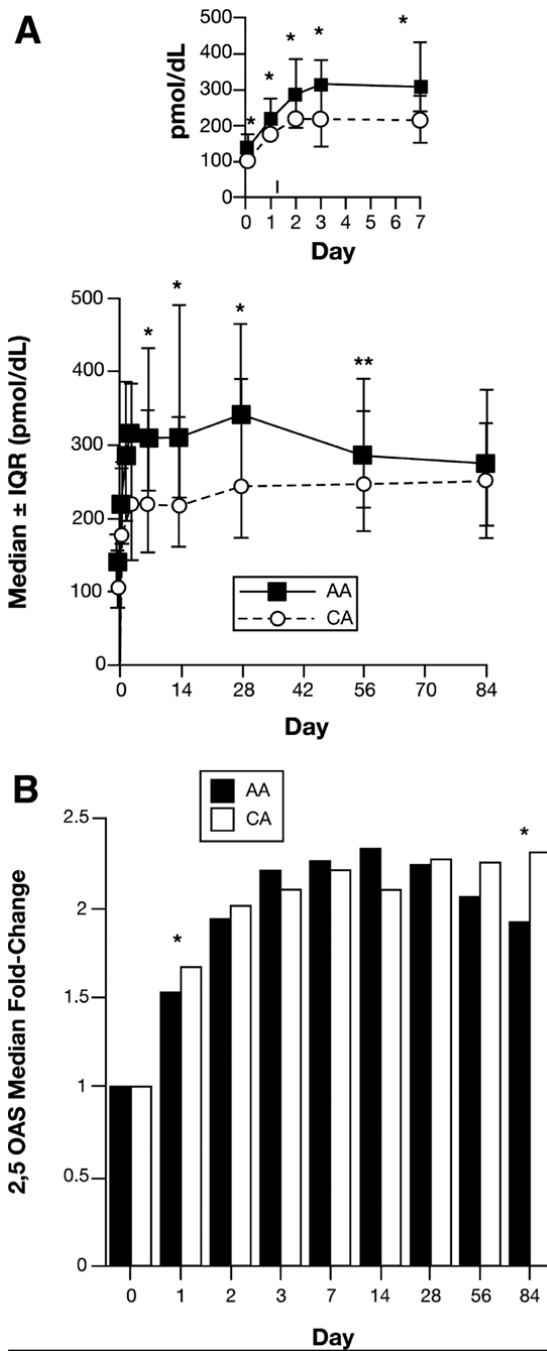 A
pmol/dL
500
400
300
200
100
0
* * * * *
0 1 2 3 4 5 6 7
Day
Median ± IQR (pmol/dL)
500
400
300
200
100
0
* * * **
AA
CA
0 14 28 42 56 70 84
Day
B
AA
CA
2,5 OAS Median Fold-Change
2.5
2
1.5
1
0.5
0
* *
0 1 2 3 7 14 28 56 84
Day